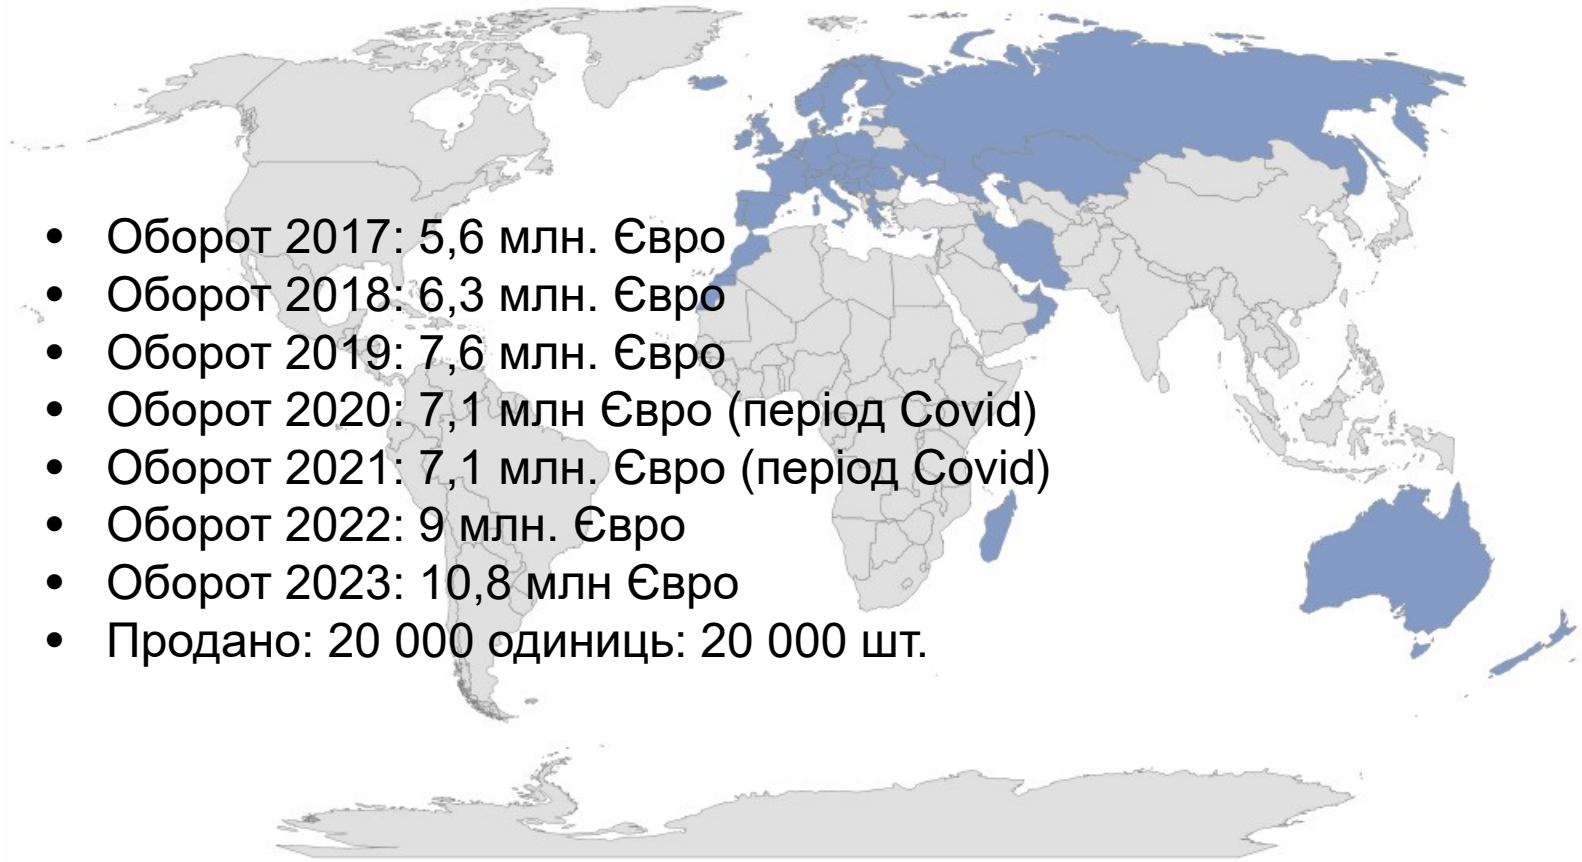 • Оборот 2017: 5,6 млн. Євро
• Оборот 2018: 6,3 млн. Євро
• Оборот 2019: 7,6 млн. Євро
• Оборот 2020: 7,1 млн Євро (період Covid)
• Оборот 2021: 7,1 млн. Євро (період Covid)
• Оборот 2022: 9 млн. Євро
• Оборот 2023: 10,8 млн Євро
• Продано: 20 000 одиниць: 20 000 шт.